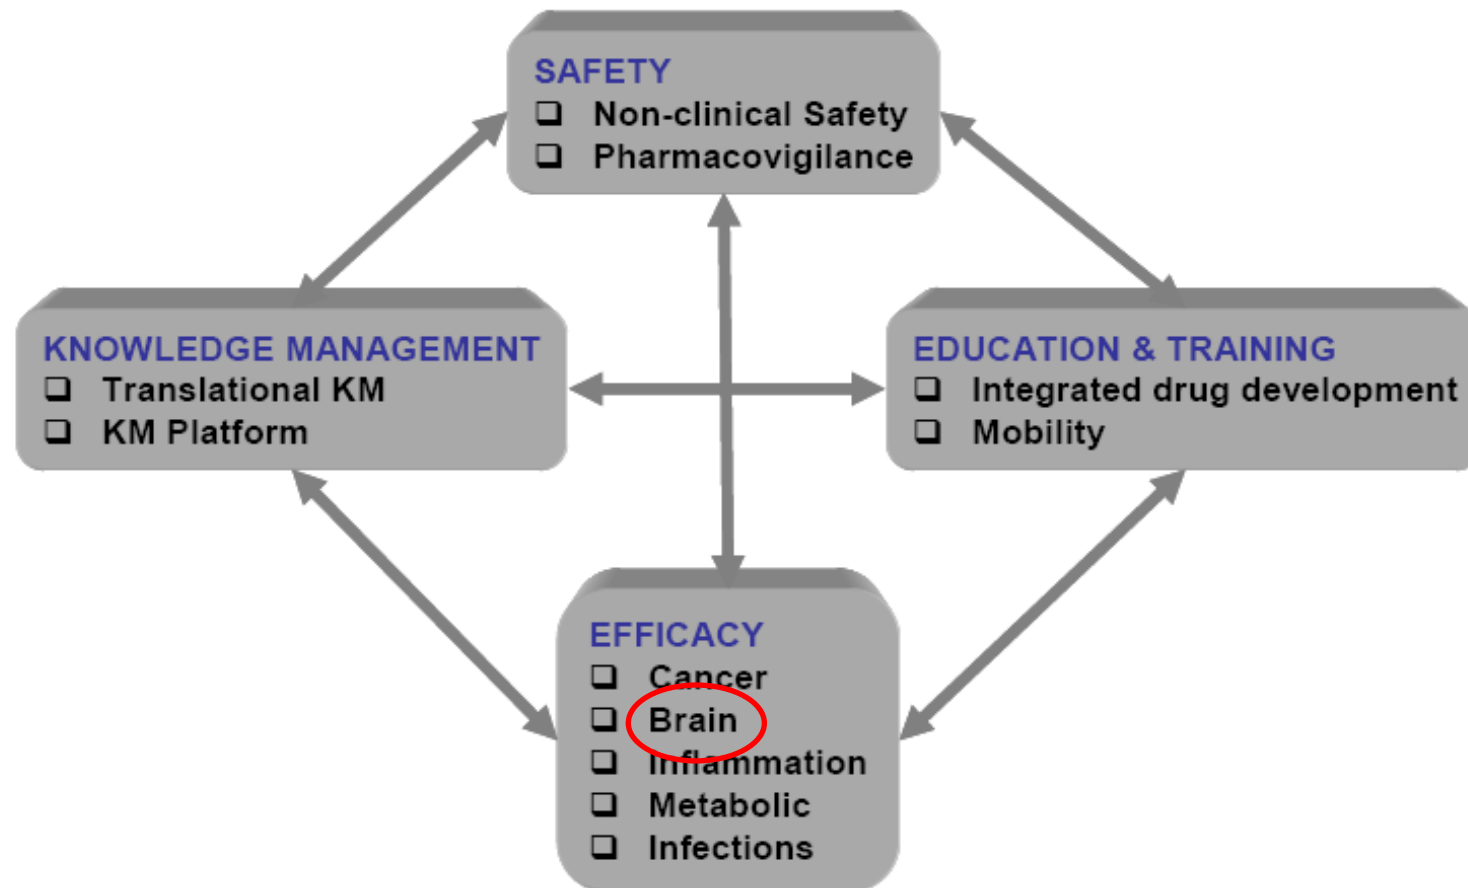 SAFETY
❑ Non-clinical Safety
❑ Pharmacovigilance
KNOWLEDGE MANAGEMENT
❑ Translational KM
❑ KM Platform
EDUCATION & TRAINING
❑ Integrated drug development
❑ Mobility
EFFICACY
❑ Cancer
❑ Brain
❑ Inflammation
❑ Metabolic
❑ Infections